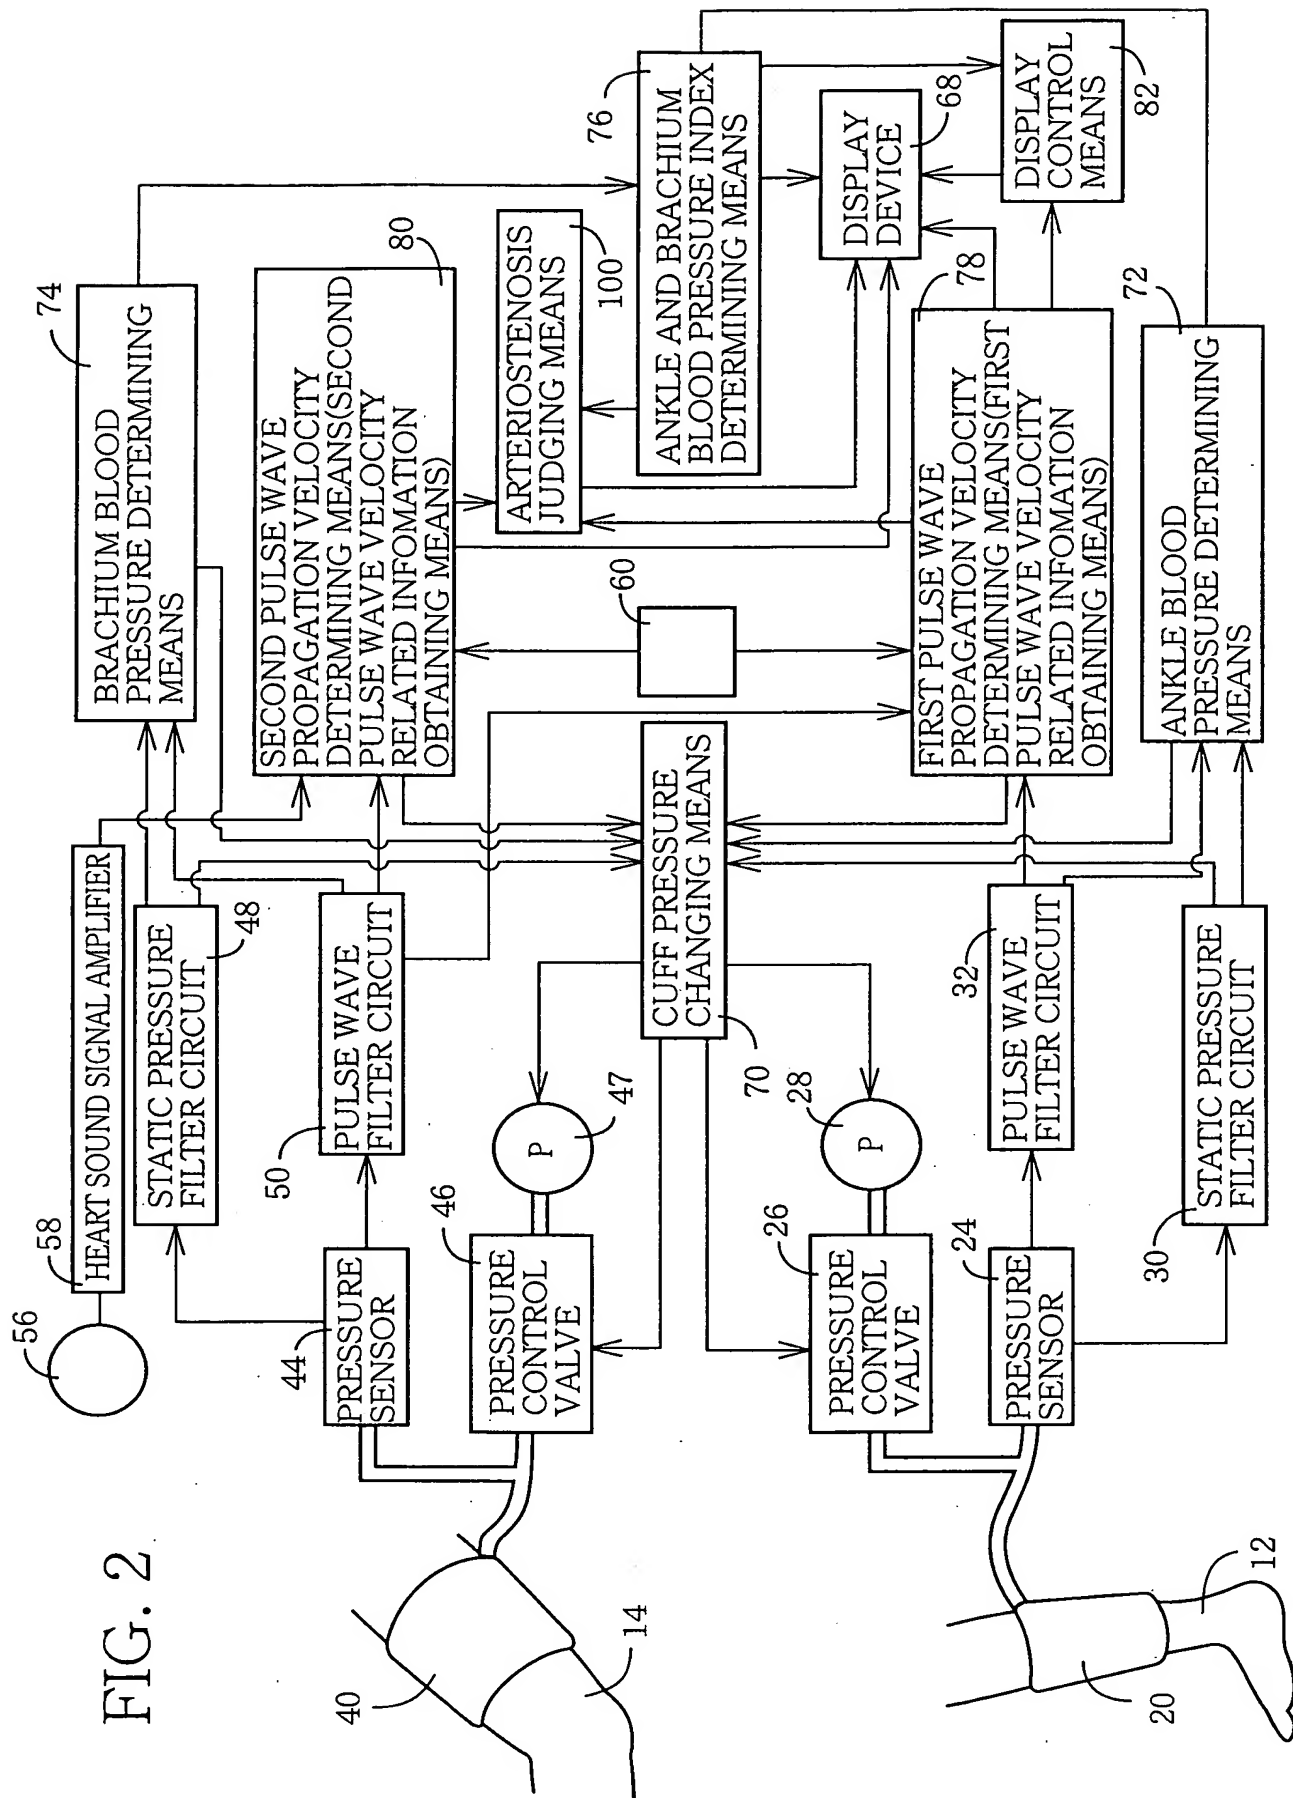 FIG. 2
56
58
HEART SOUND SIGNAL AMPLIFIER
STATIC PRESSURE
FILTER CIRCUIT
48
74
BRACHIUM BLOOD
PRESSURE DETERMINING
MEANS
44
PRESSURE
SENSOR
50
PULSE WAVE
FILTER CIRCUIT
SECOND PULSE WAVE
PROPAGATION VELOCITY
DETERMINING MEANS(SECOND
PULSE WAVE VELOCITY
RELATED INFOMATION
OBTAINING MEANS)
80
40
14
46
PRESSURE
CONTROL
VALVE
P
47
ARTERIOSTENOSIS
JUDGING MEANS
100
CUFF PRESSURE
CHANGING MEANS
70
60
76
ANKLE AND BRACHIUM
BLOOD PRESSURE INDEX
DETERMINING MEANS
26
PRESSURE
CONTROL
VALVE
28
P
DISPLAY
DEVICE
68
24
PRESSURE
SENSOR
32
PULSE WAVE
FILTER CIRCUIT
FIRST PULSE WAVE
PROPAGATION VELOCITY
DETERMINING MEANS(FIRST
PULSE WAVE VELOCITY
RELATED INFOMATION
OBTAINING MEANS)
78
DISPLAY
CONTROL
MEANS
82
20
12
30
STATIC PRESSURE
FILTER CIRCUIT
72
ANKLE BLOOD
PRESSURE DETERMINING
MEANS